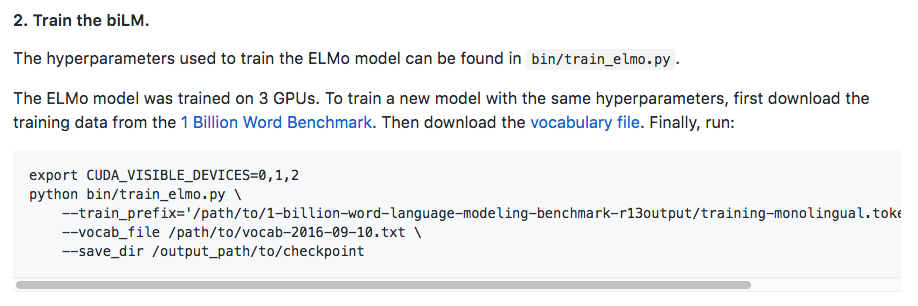 2. Train the biLM.
The hyperparameters used to train the ELMo model can be found in bin/train_elmo.py .
The ELMo model was trained on 3 GPUs. To train a new model with the same hyperparameters, first download the
training data from the 1 Billion Word Benchmark. Then download the vocabulary file. Finally, run:
export CUDA_VISIBLE_DEVICES=0,1,2
python bin/train_elmo.py \
--train_prefix='/path/to/1-billion-word-language-modeling-benchmark-r13output/training-monolingual.toke
--vocab_file /path/to/vocab-2016-09-10.txt \
--save_dir /output_path/to/checkpoint